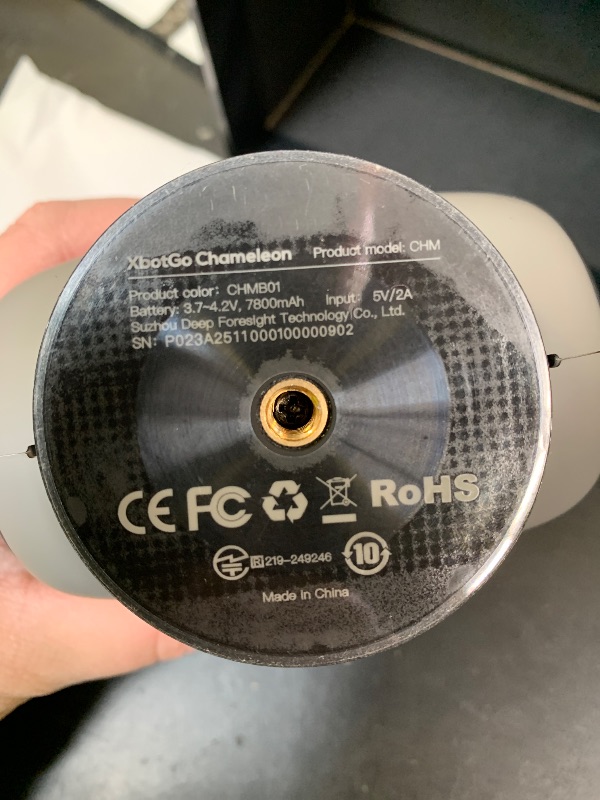 XbotGo Chameleon Product model: CHM
Product color: CHMB01
Battery: 3.7~4.2V, 7800mAh Input: 5V/2A
Suzhou Deep Foresight Technology Co., Ltd.
SN: P023A2511000100000902
CE FC RoHS
R 219-249246 10
Made in China